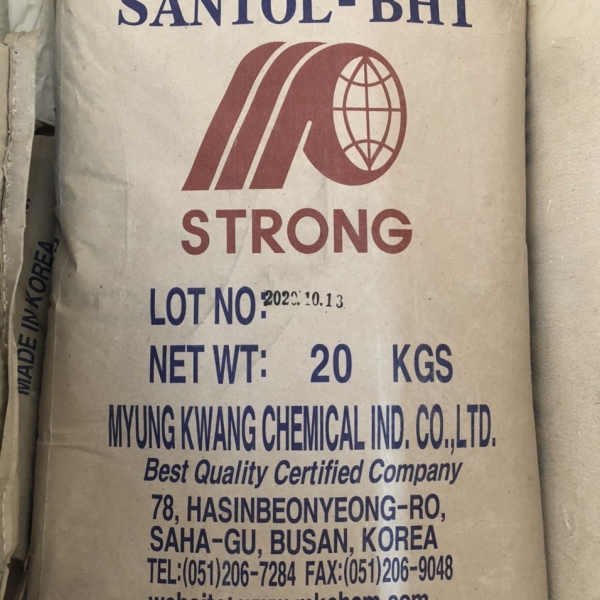 SANTOL-BHT
STRONG
LOT NO:
NET WT: 20 KGS
MYUNG KWANG CHEMICAL IND. CO.,LTD.
Best Quality Certified Company
78, HASINBEONYEONG-RO,
SAHA-GU, BUSAN, KOREA
TEL:(051)206-7284 FAX:(051)206-9048
MADE IN KOREA